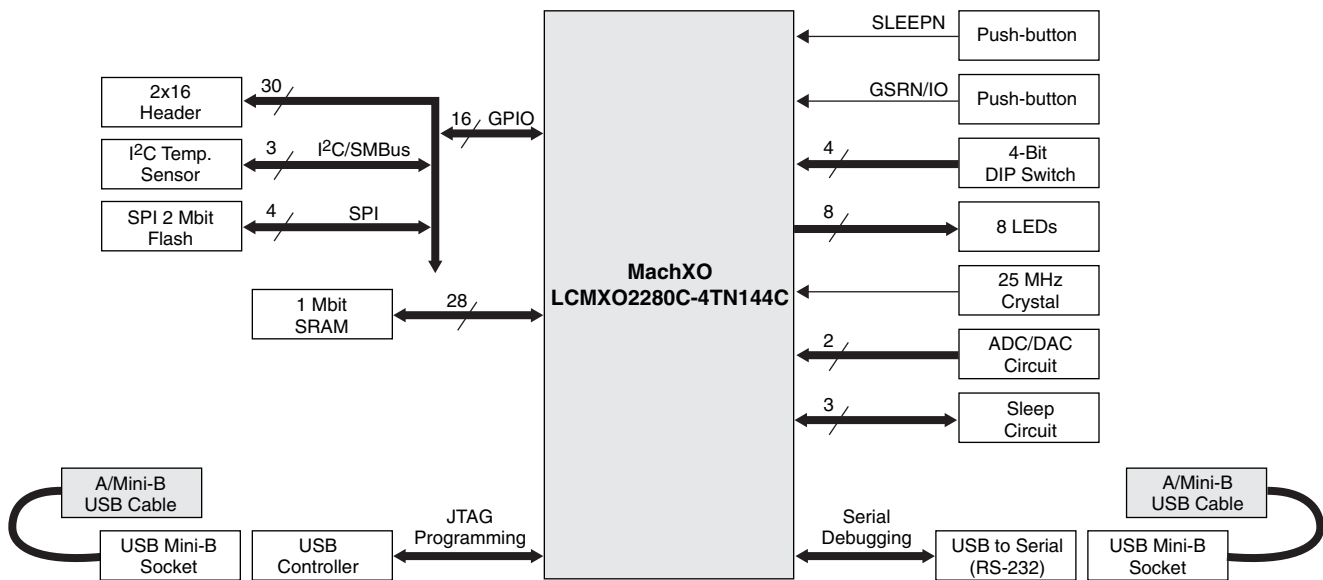 SLEEPN
Push-button
30
2x16
Header
GSRN/IO
Push-button
16
GPIO
3
I²C/SMBus
I²C Temp.
Sensor
4
4-Bit
DIP Switch
4
SPI
SPI 2 Mbit
Flash
8
8 LEDs
MachXO
LCMXO2280C-4TN144C
28
1 Mbit
SRAM
25 MHz
Crystal
2
ADC/DAC
Circuit
3
Sleep
Circuit
A/Mini-B
USB Cable
JTAG
Programming
USB Mini-B
Socket
USB
Controller
Serial
Debugging
USB to Serial
(RS-232)
USB Mini-B
Socket
A/Mini-B
USB Cable